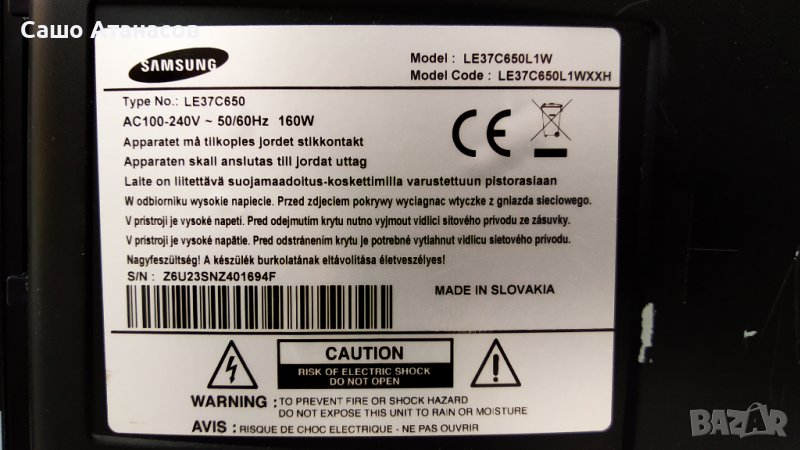 Сашо Атанасов
SAMSUNG
Model : LE37C650L1W
Model Code : LE37C650L1WXXH
Type No.: LE37C650
AC100-240V ~ 50/60Hz 160W
Apparatet må tilkoples jordet stikkontakt
Apparaten skall anslutas till jordat uttag
Laite on liitettävä suojamaadoitus-koskettimilla varustettuun pistorasiaan
W odbiorniku wysokie napiecie. Przed zdjeciem pokrywy wyciagnac wtyczke z gniazda sieciowego.
V pristroji je vysoké napetí. Pred odejmutím krytu nutno vyjmout vidlici sítového prívodu ze zásuvky.
V prístroji je vysoké napätie. Pred odstránením krytu je potrebné vytiahnut vidlicu sietového prívodu.
Nagyfeszültség! A készülék burkolatának eltávolítása életveszélyes!
S/N : Z6U23SNZ401694F
MADE IN SLOVAKIA
CAUTION
RISK OF ELECTRIC SHOCK
DO NOT OPEN
WARNING : TO PREVENT FIRE OR SHOCK HAZARD
DO NOT EXPOSE THIS UNIT TO RAIN OR MOISTURE
AVIS : RISQUE DE CHOC ELECTRIQUE - NE PAS OUVRIR
BAZAR